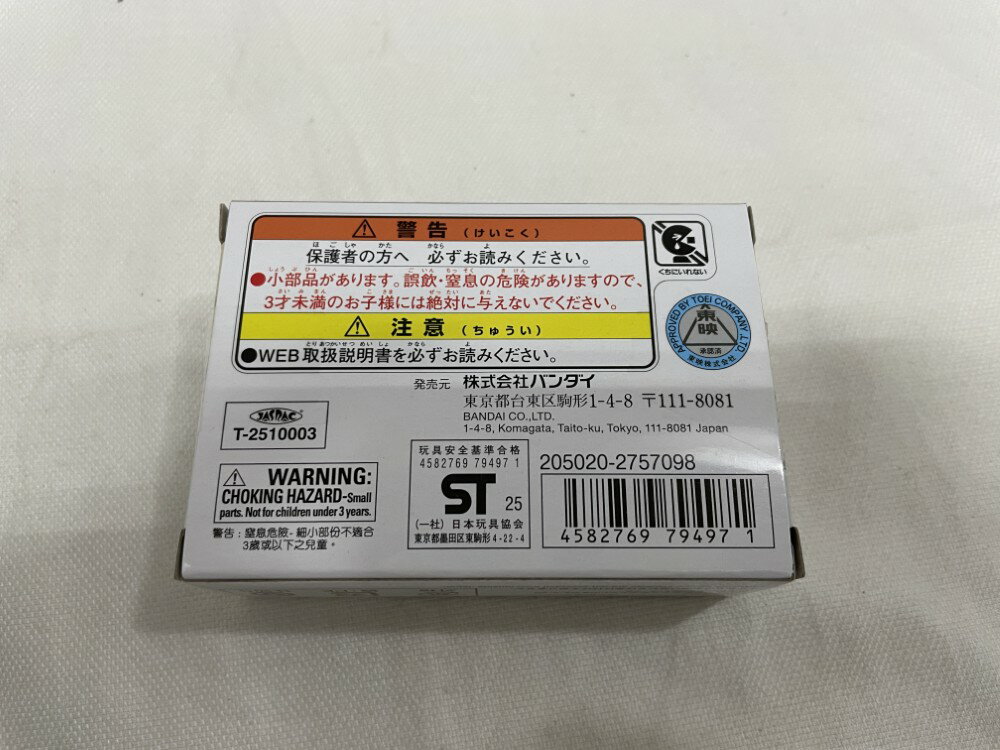 警告 (けいこく)
保護者の方へ 必ずお読みください。
●小部品があります。誤飲・窒息の危険がありますので、
3才未満のお子様には絶対に与えないでください。
注意 (ちゅうい)
●WEB取扱説明書を必ずお読みください。
くちにいれない
APPROVED BY TOEI COMPANY, LTD.
東映
承認済
東映株式会社
発売元 株式会社バンダイ
東京都台東区駒形1-4-8 〒111-8081
BANDAI CO.,LTD.
1-4-8, Komagata, Taito-ku, Tokyo, 111-8081 Japan
JASRAC
T-2510003
WARNING:
CHOKING HAZARD-Small
parts. Not for children under 3 years.
警告：窒息危險-細小部份不適合
3歲或以下之兒童。
玩具安全基準合格
4582769 79497 1
ST 25
(一社) 日本玩具協会
東京都墨田区東駒形4-22-4
205020-2757098
4582769 794971